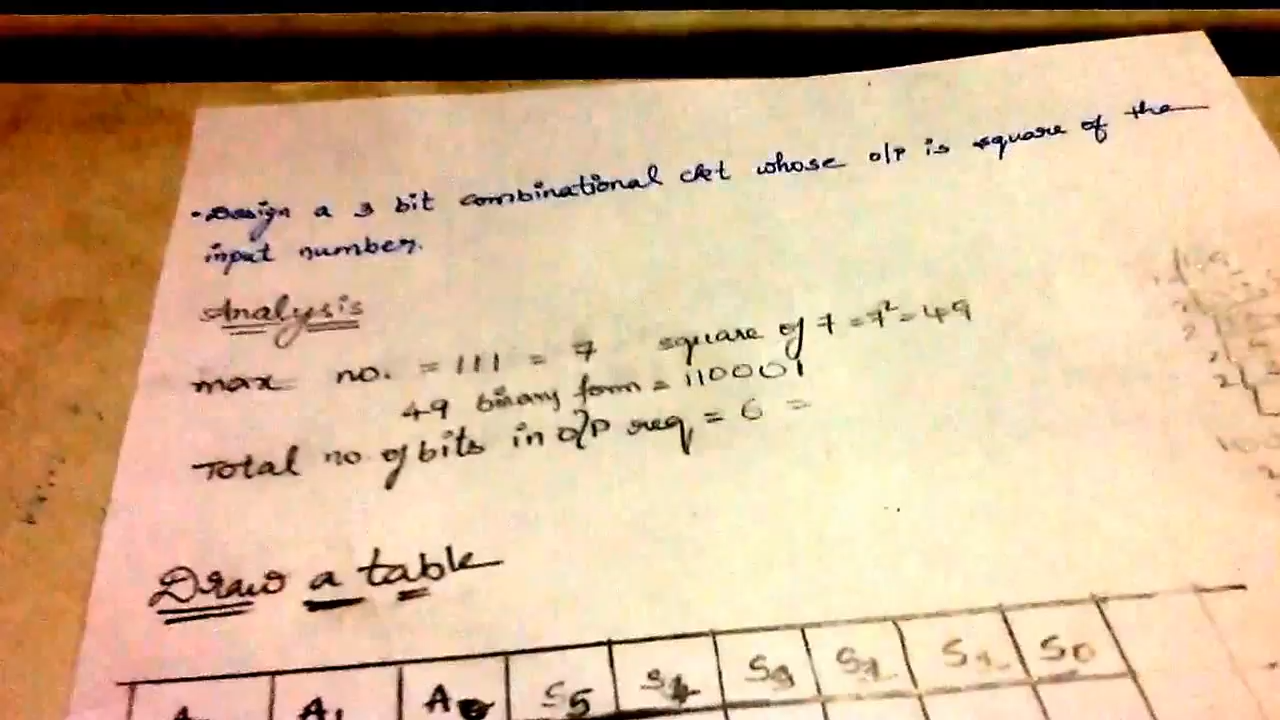 • Design a 3 bit combinational ckt whose o/p is square of the
input number.
Analysis
max no. = 111 = 7 square of 7 = 7² = 49
49 binary form = 110001
Total no of bits in o/p req = 6 =
Draw a table
A A₁ A₀ S5 S4 S3 S2 S1 S0